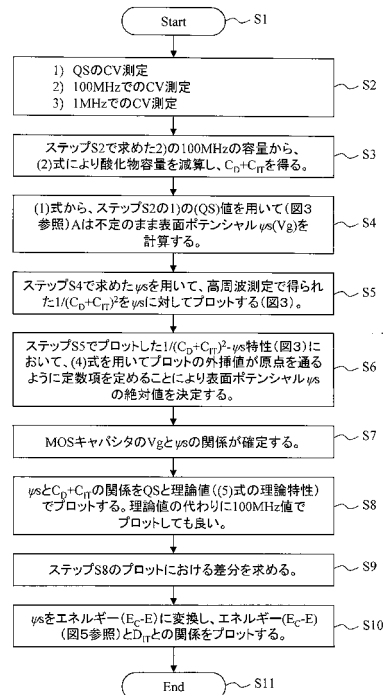 Start
S1
1) QSのCV測定
2) 100MHzでのCV測定
3) 1MHzでのCV測定
S2
ステップS2で求めた2)の100MHzの容量から、
(2)式により酸化物容量を減算し、CD+CITを得る。
S3
(1)式から、ステップS2の1)の(QS)値を用いて(図3
参照)Aは不定のまま表面ポテンシャルψs(Vg)を
計算する。
S4
ステップS4で求めたψsを用いて、高周波測定で得られ
た1/(CD+CIT)²をψsに対してプロットする(図3)。
S5
ステップS5でプロットした1/(CD+CIT)²-ψs特性(図3)に
おいて、(4)式を用いてプロットの外挿値が原点を通る
ように定数項を定めることにより表面ポテンシャルψs
の絶対値を決定する。
S6
MOSキャパシタのVgとψsの関係が確定する。
S7
ψsとCD+CITの関係をQSと理論値((5)式の理論特性)
でプロットする。理論値の代わりに100MHz値で
プロットしても良い。
S8
ステップS8のプロットにおける差分を求める。
S9
ψsをエネルギー(EC-E)に変換し、エネルギー(EC-E)
(図5参照)とDITとの関係をプロットする。
S10
End
S11